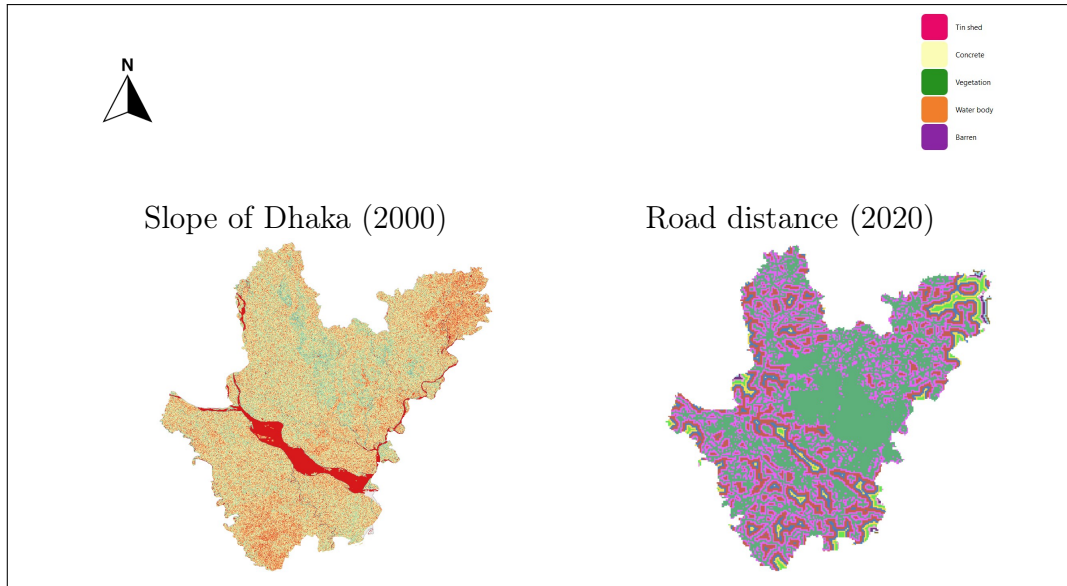 Tin shed
Concrete
Vegetation
Water body
Barren
N
Slope of Dhaka (2000)
Road distance (2020)